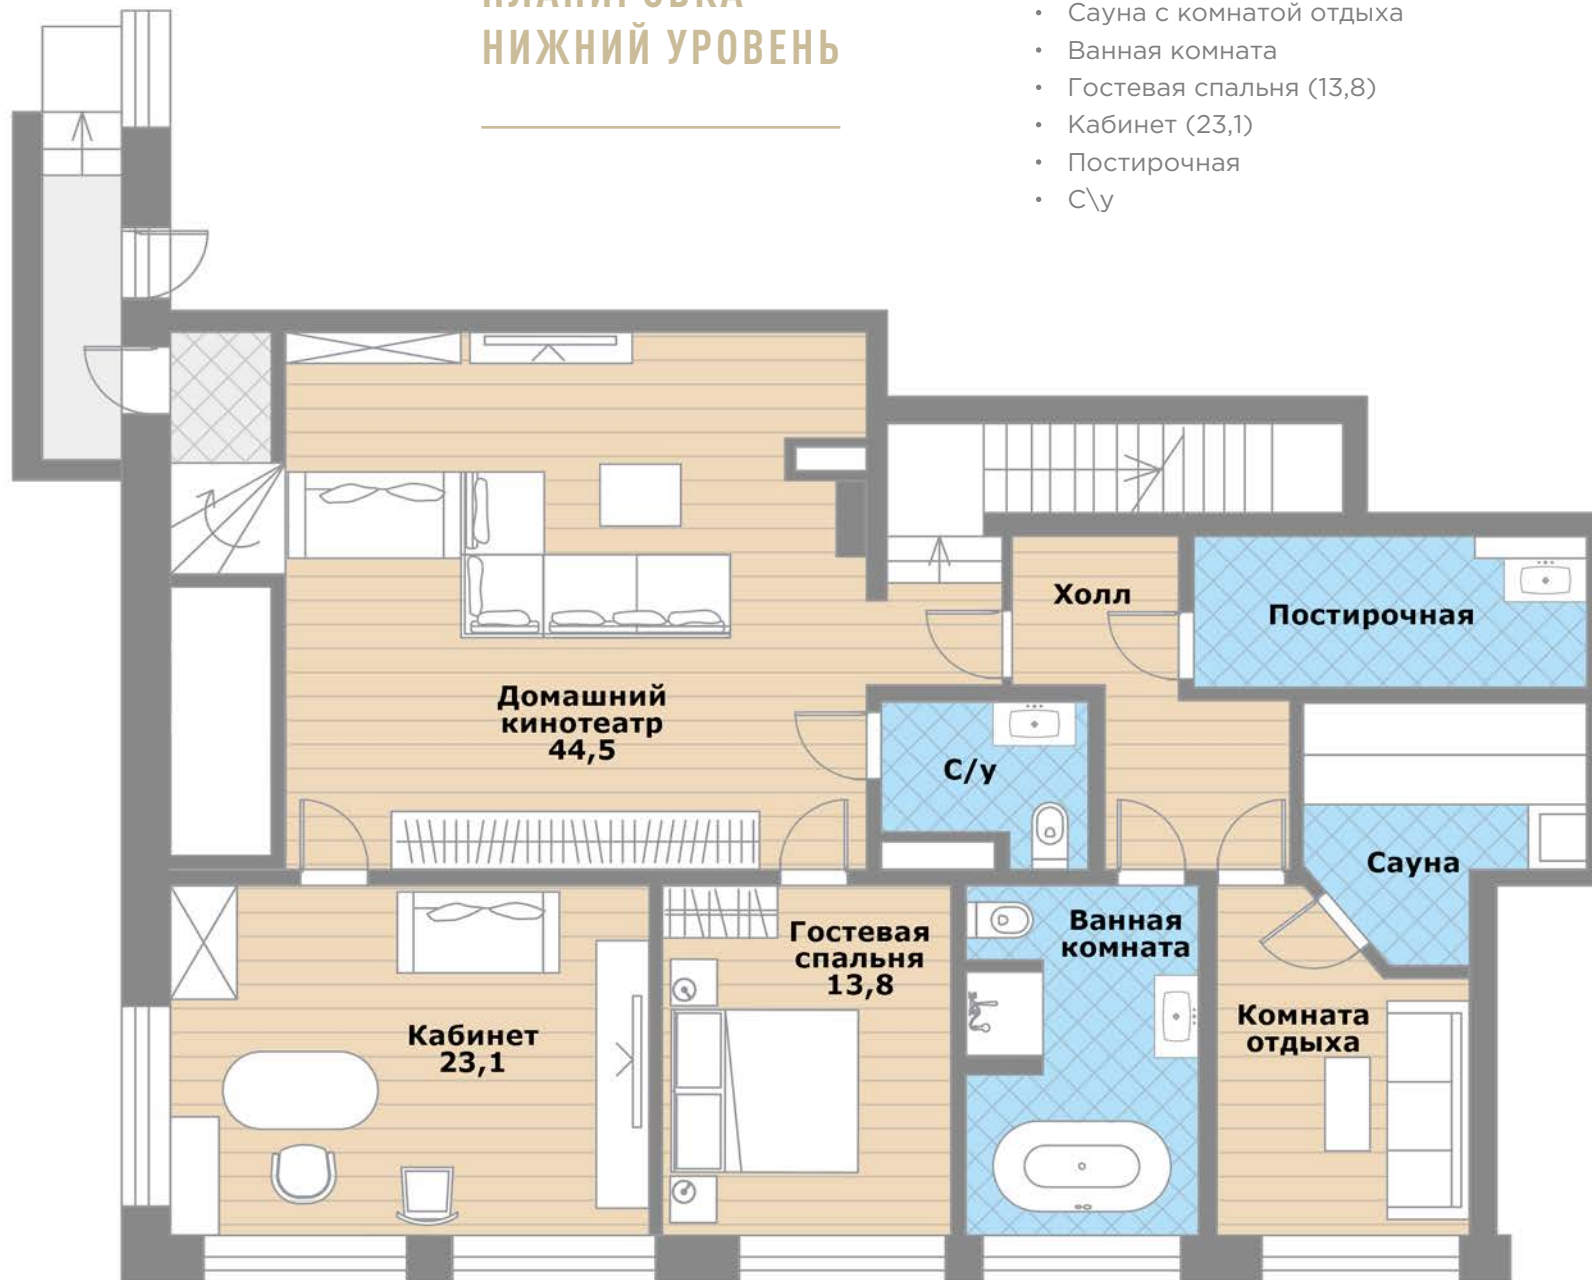 ПЛАНИРОВКА
НИЖНИЙ УРОВЕНЬ
• Сауна с комнатой отдыха
• Ванная комната
• Гостевая спальня (13,8)
• Кабинет (23,1)
• Постирочная
• С\у
Холл
Постирочная
Домашний
кинотеатр
44,5
С/у
Сауна
Гостевая
спальня
13,8
Ванная
комната
Кабинет
23,1
Комната
отдыха